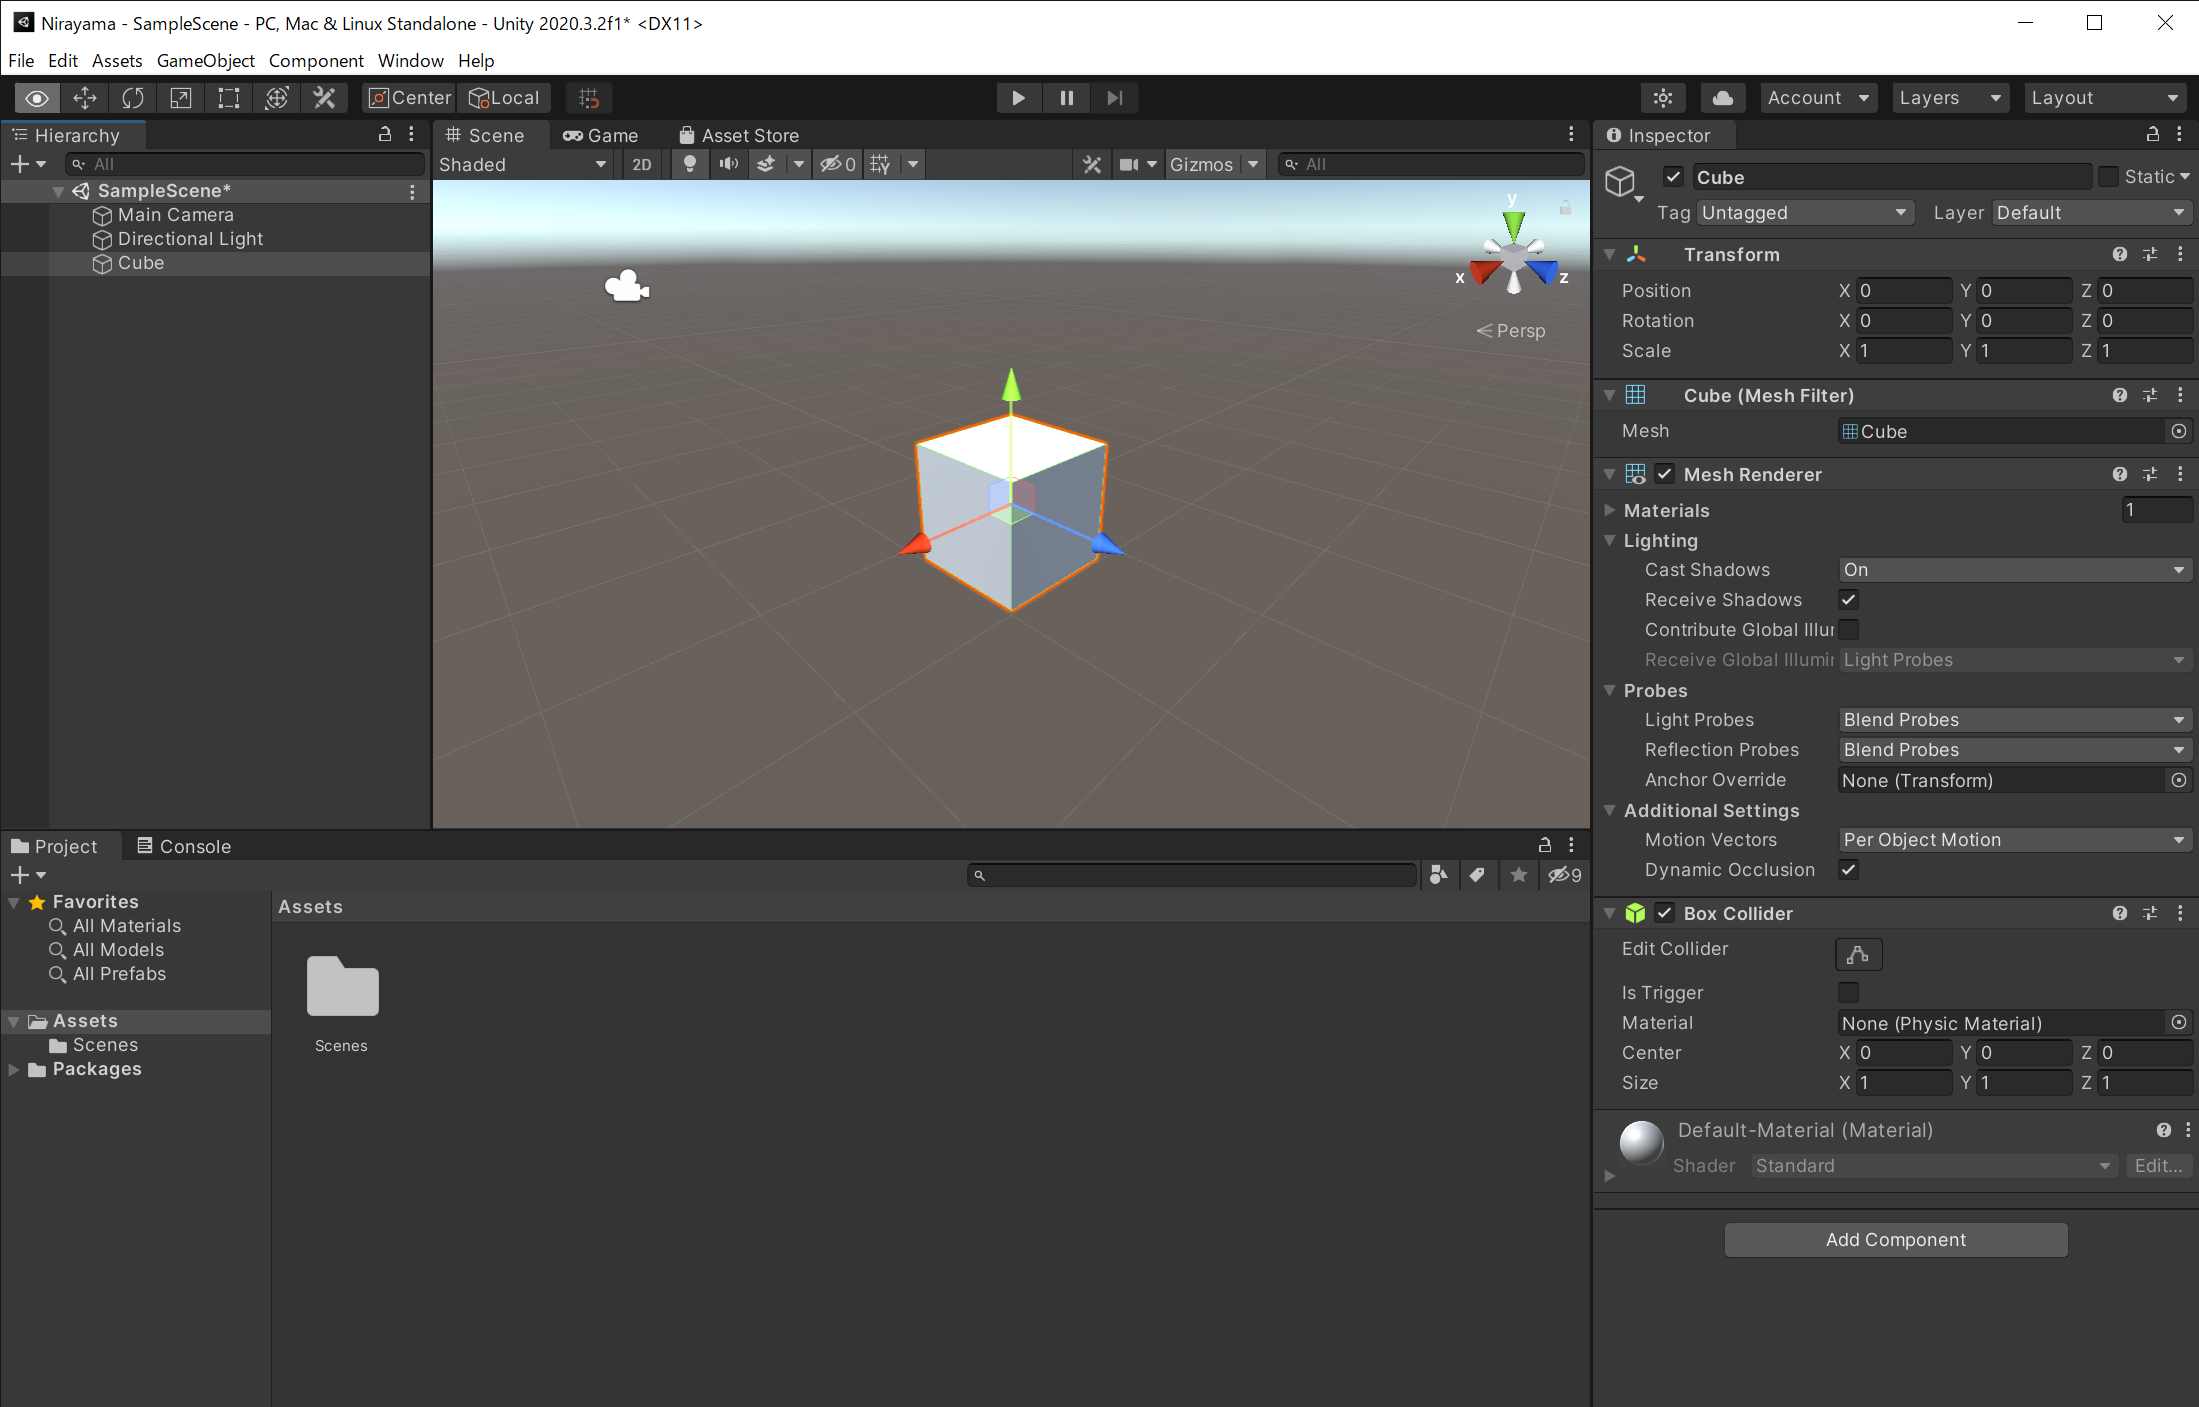 Nirayama - SampleScene - PC, Mac & Linux Standalone - Unity 2020.3.2f1* <DX11>
File Edit Assets GameObject Component Window Help
Center Local Account Layers Layout
Hierarchy
All
SampleScene*
Main Camera
Directional Light
Cube
Scene Game Asset Store
Shaded 2D 0 Gizmos All
y
x z
Persp
Project Console
9
Favorites
All Materials
All Models
All Prefabs
Assets
Scenes
Packages
Assets
Scenes
Inspector
Cube Static
Tag Untagged Layer Default
Transform
Position X 0 Y 0 Z 0
Rotation X 0 Y 0 Z 0
Scale X 1 Y 1 Z 1
Cube (Mesh Filter)
Mesh Cube
Mesh Renderer
Materials 1
Lighting
Cast Shadows On
Receive Shadows
Contribute Global Illur
Receive Global Illumir Light Probes
Probes
Light Probes Blend Probes
Reflection Probes Blend Probes
Anchor Override None (Transform)
Additional Settings
Motion Vectors Per Object Motion
Dynamic Occlusion
Box Collider
Edit Collider
Is Trigger
Material None (Physic Material)
Center X 0 Y 0 Z 0
Size X 1 Y 1 Z 1
Default-Material (Material)
Shader Standard Edit...
Add Component